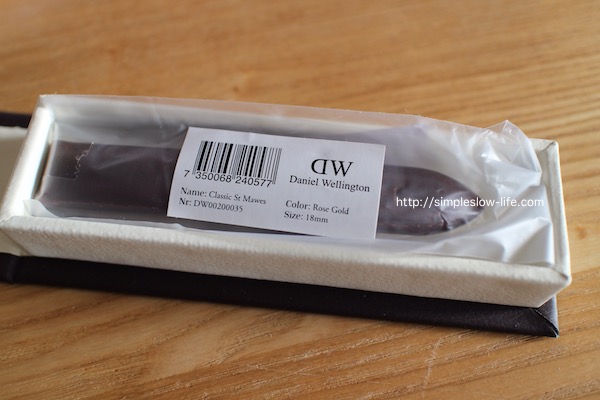 7 350068 240577
Name: Classic St Mawes
Nr: DW00200035
DW
Daniel Wellington
Color: Rose Gold
Size: 18mm
http://simpleslow-life.com